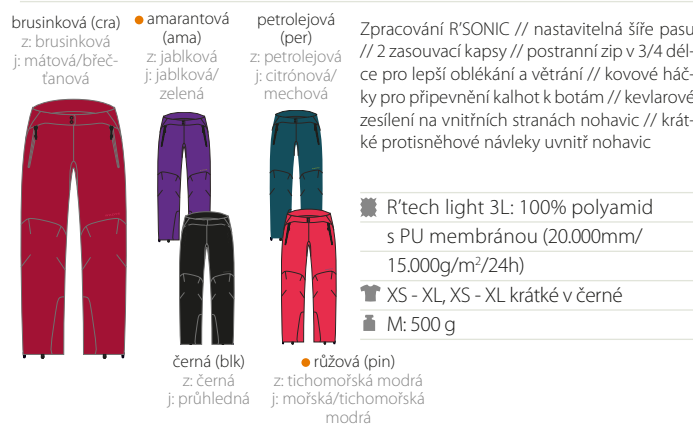 brusinková (cra)
z: brusinková
j: mátová/břeč-
ťanová
amarantová
(ama)
z: jablková
j: jablková/
zelená
petrolejová
(per)
z: petrolejová
j: citrónová/
mechová
černá (blk)
z: černá
j: průhledná
růžová (pin)
z: tichomořská modrá
j: mořská/tichomořská
modrá
Zpracování R'SONIC // nastavitelná šíře pasu
// 2 zasouvací kapsy // postranní zip v 3/4 dél-
ce pro lepší oblékání a větrání // kovové háč-
ky pro připevnění kalhot k botám // kevlarové
zesílení na vnitřních stranách nohavic // krát-
ké protisněhové návleky uvnitř nohavic
R'tech light 3L: 100% polyamid
s PU membránou (20.000mm/
15.000g/m²/24h)
XS - XL, XS - XL krátké v černé
M: 500 g